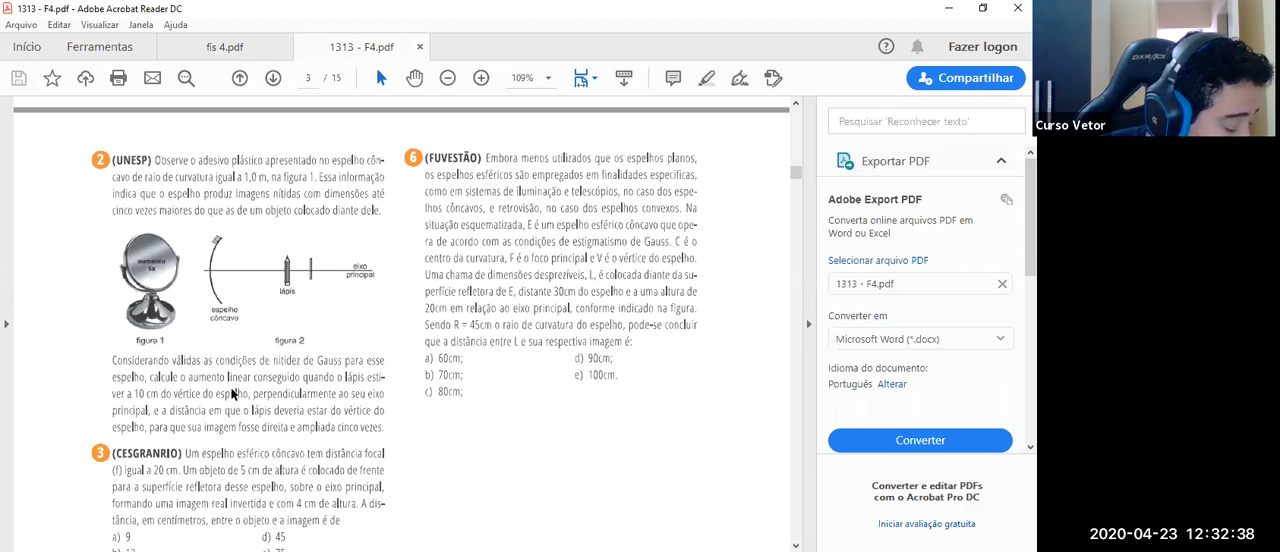 1313 - F4.pdf - Adobe Acrobat Reader DC
Arquivo Editar Visualizar Janela Ajuda
Início Ferramentas fis 4.pdf 1313 - F4.pdf × Fazer logon
3 / 15 109% Compartilhar
2 (UNESP) Observe o adesivo plástico apresentado no espelho côn-
cavo de raio de curvatura igual a 1,0 m, na figura 1. Essa informação
indica que o espelho produz imagens nítidas com dimensões até
cinco vezes maiores do que as de um objeto colocado diante dele.
aumento
5x
lápis
eixo
principal
espelho
côncavo
figura 1 figura 2
Considerando válidas as condições de nitidez de Gauss para esse
espelho, calcule o aumento linear conseguido quando o lápis esti-
ver a 10 cm do vértice do espelho, perpendicularmente ao seu eixo
principal, e a distância em que o lápis deveria estar do vértice do
espelho, para que sua imagem fosse direita e ampliada cinco vezes.
3 (CESGRANRIO) Um espelho esférico côncavo tem distância focal
(f) igual a 20 cm. Um objeto de 5 cm de altura é colocado de frente
para a superfície refletora desse espelho, sobre o eixo principal,
formando uma imagem real invertida e com 4 cm de altura. A dis-
tância, em centímetros, entre o objeto e a imagem é de
a) 9 d) 45
6 (FUVESTÃO) Embora menos utilizados que os espelhos planos,
os espelhos esféricos são empregados em finalidades específicas,
como em sistemas de iluminação e telescópios, no caso dos espe-
lhos côncavos, e retrovisão, no caso dos espelhos convexos. Na
situação esquematizada, E é um espelho esférico côncavo que ope-
ra de acordo com as condições de estigmatismo de Gauss. C é o
centro da curvatura, F é o foco principal e V é o vértice do espelho.
Uma chama de dimensões desprezíveis, L, é colocada diante da su-
perfície refletora de E, distante 30cm do espelho e a uma altura de
20cm em relação ao eixo principal, conforme indicado na figura.
Sendo R = 45cm o raio de curvatura do espelho, pode-se concluir
que a distância entre L e sua respectiva imagem é:
a) 60cm; d) 90cm;
b) 70cm; e) 100cm.
c) 80cm;
Pesquisar 'Reconhecer texto'
Exportar PDF
Adobe Export PDF
Converta online arquivos PDF em
Word ou Excel
Selecionar arquivo PDF
1313 - F4.pdf
Converter em
Microsoft Word (*.docx)
Idioma do documento:
Português Alterar
Converter
Converter e editar PDFs
com o Acrobat Pro DC
Iniciar avaliação gratuita
DXRACER
Curso Vetor
2020-04-23 12:32:38